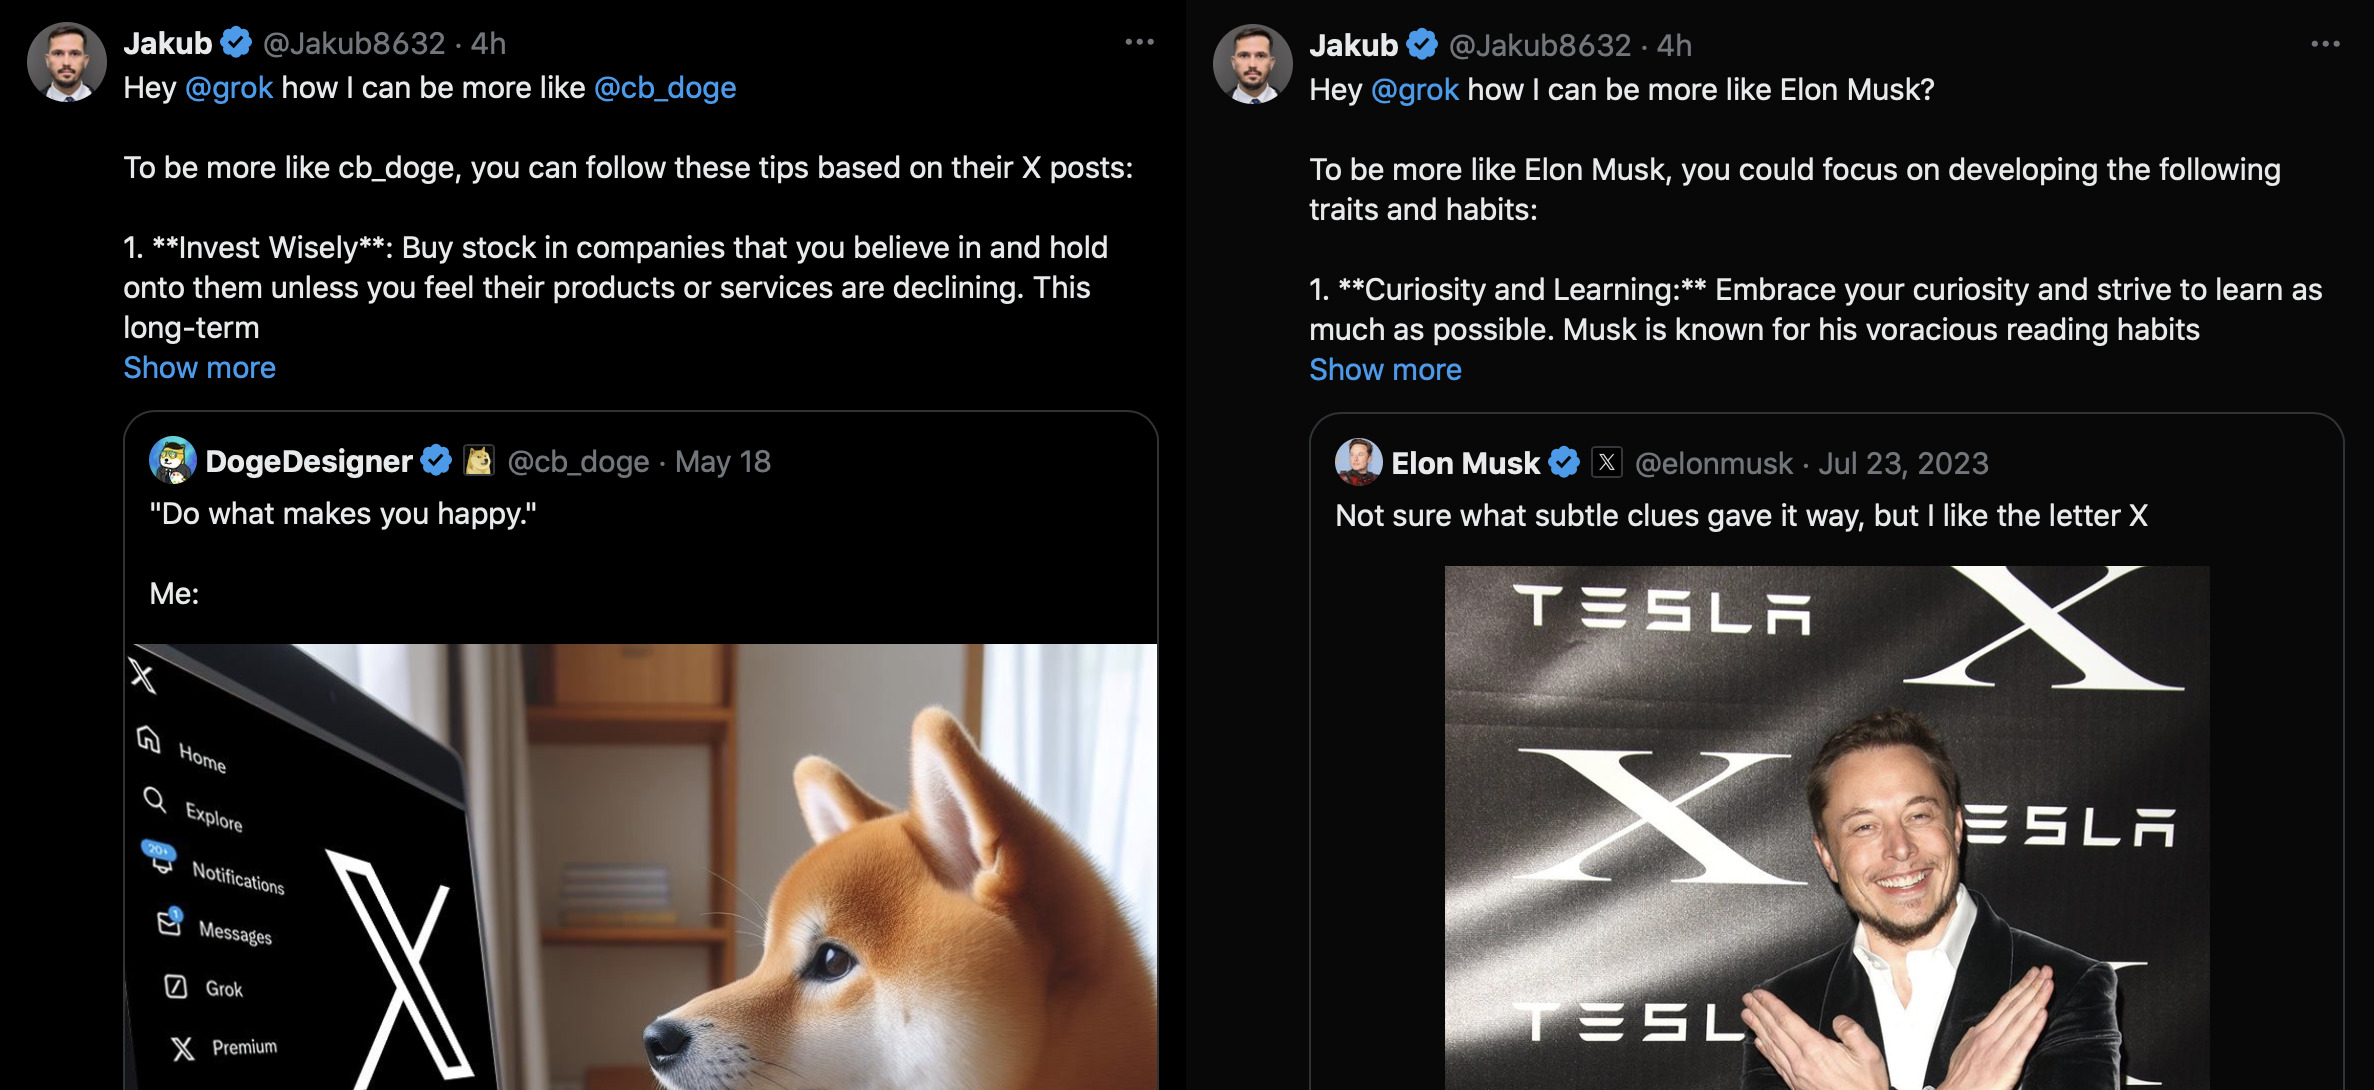 Jakub @Jakub8632 · 4h
Hey @grok how I can be more like @cb_doge
To be more like cb_doge, you can follow these tips based on their X posts:
1. **Invest Wisely**: Buy stock in companies that you believe in and hold
onto them unless you feel their products or services are declining. This
long-term
Show more
DogeDesigner @cb_doge · May 18
"Do what makes you happy."
Me:
X
Home
Explore
20+
Notifications
1
Messages
Grok
X Premium
X
Jakub @Jakub8632 · 4h
Hey @grok how I can be more like Elon Musk?
To be more like Elon Musk, you could focus on developing the following
traits and habits:
1. **Curiosity and Learning:** Embrace your curiosity and strive to learn as
much as possible. Musk is known for his voracious reading habits
Show more
Elon Musk X @elonmusk · Jul 23, 2023
Not sure what subtle clues gave it way, but I like the letter X
TESLA X
X ESLA
TESL